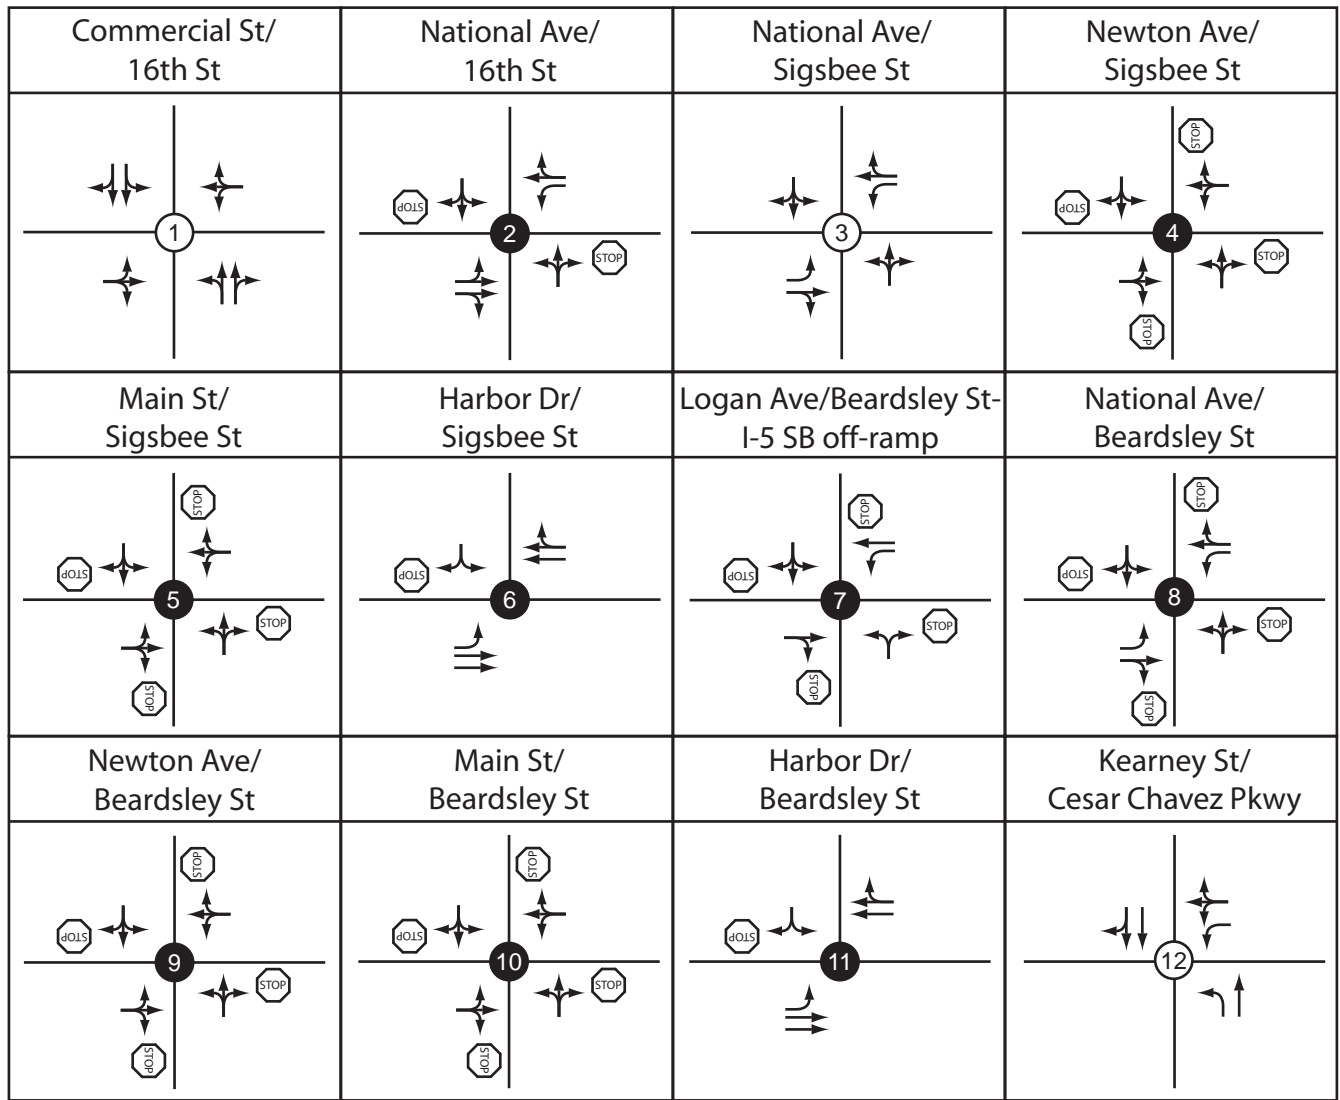 Commercial St/
16th St
National Ave/
16th St
National Ave/
Sigsbee St
Newton Ave/
Sigsbee St
1
STOP
2
STOP
3
STOP
STOP
4
STOP
STOP
Main St/
Sigsbee St
Harbor Dr/
Sigsbee St
Logan Ave/Beardsley St-
I-5 SB off-ramp
National Ave/
Beardsley St
STOP
STOP
5
STOP
STOP
STOP
6
STOP
STOP
7
STOP
STOP
STOP
STOP
8
STOP
STOP
Newton Ave/
Beardsley St
Main St/
Beardsley St
Harbor Dr/
Beardsley St
Kearney St/
Cesar Chavez Pkwy
STOP
STOP
9
STOP
STOP
STOP
STOP
10
STOP
STOP
STOP
11
12